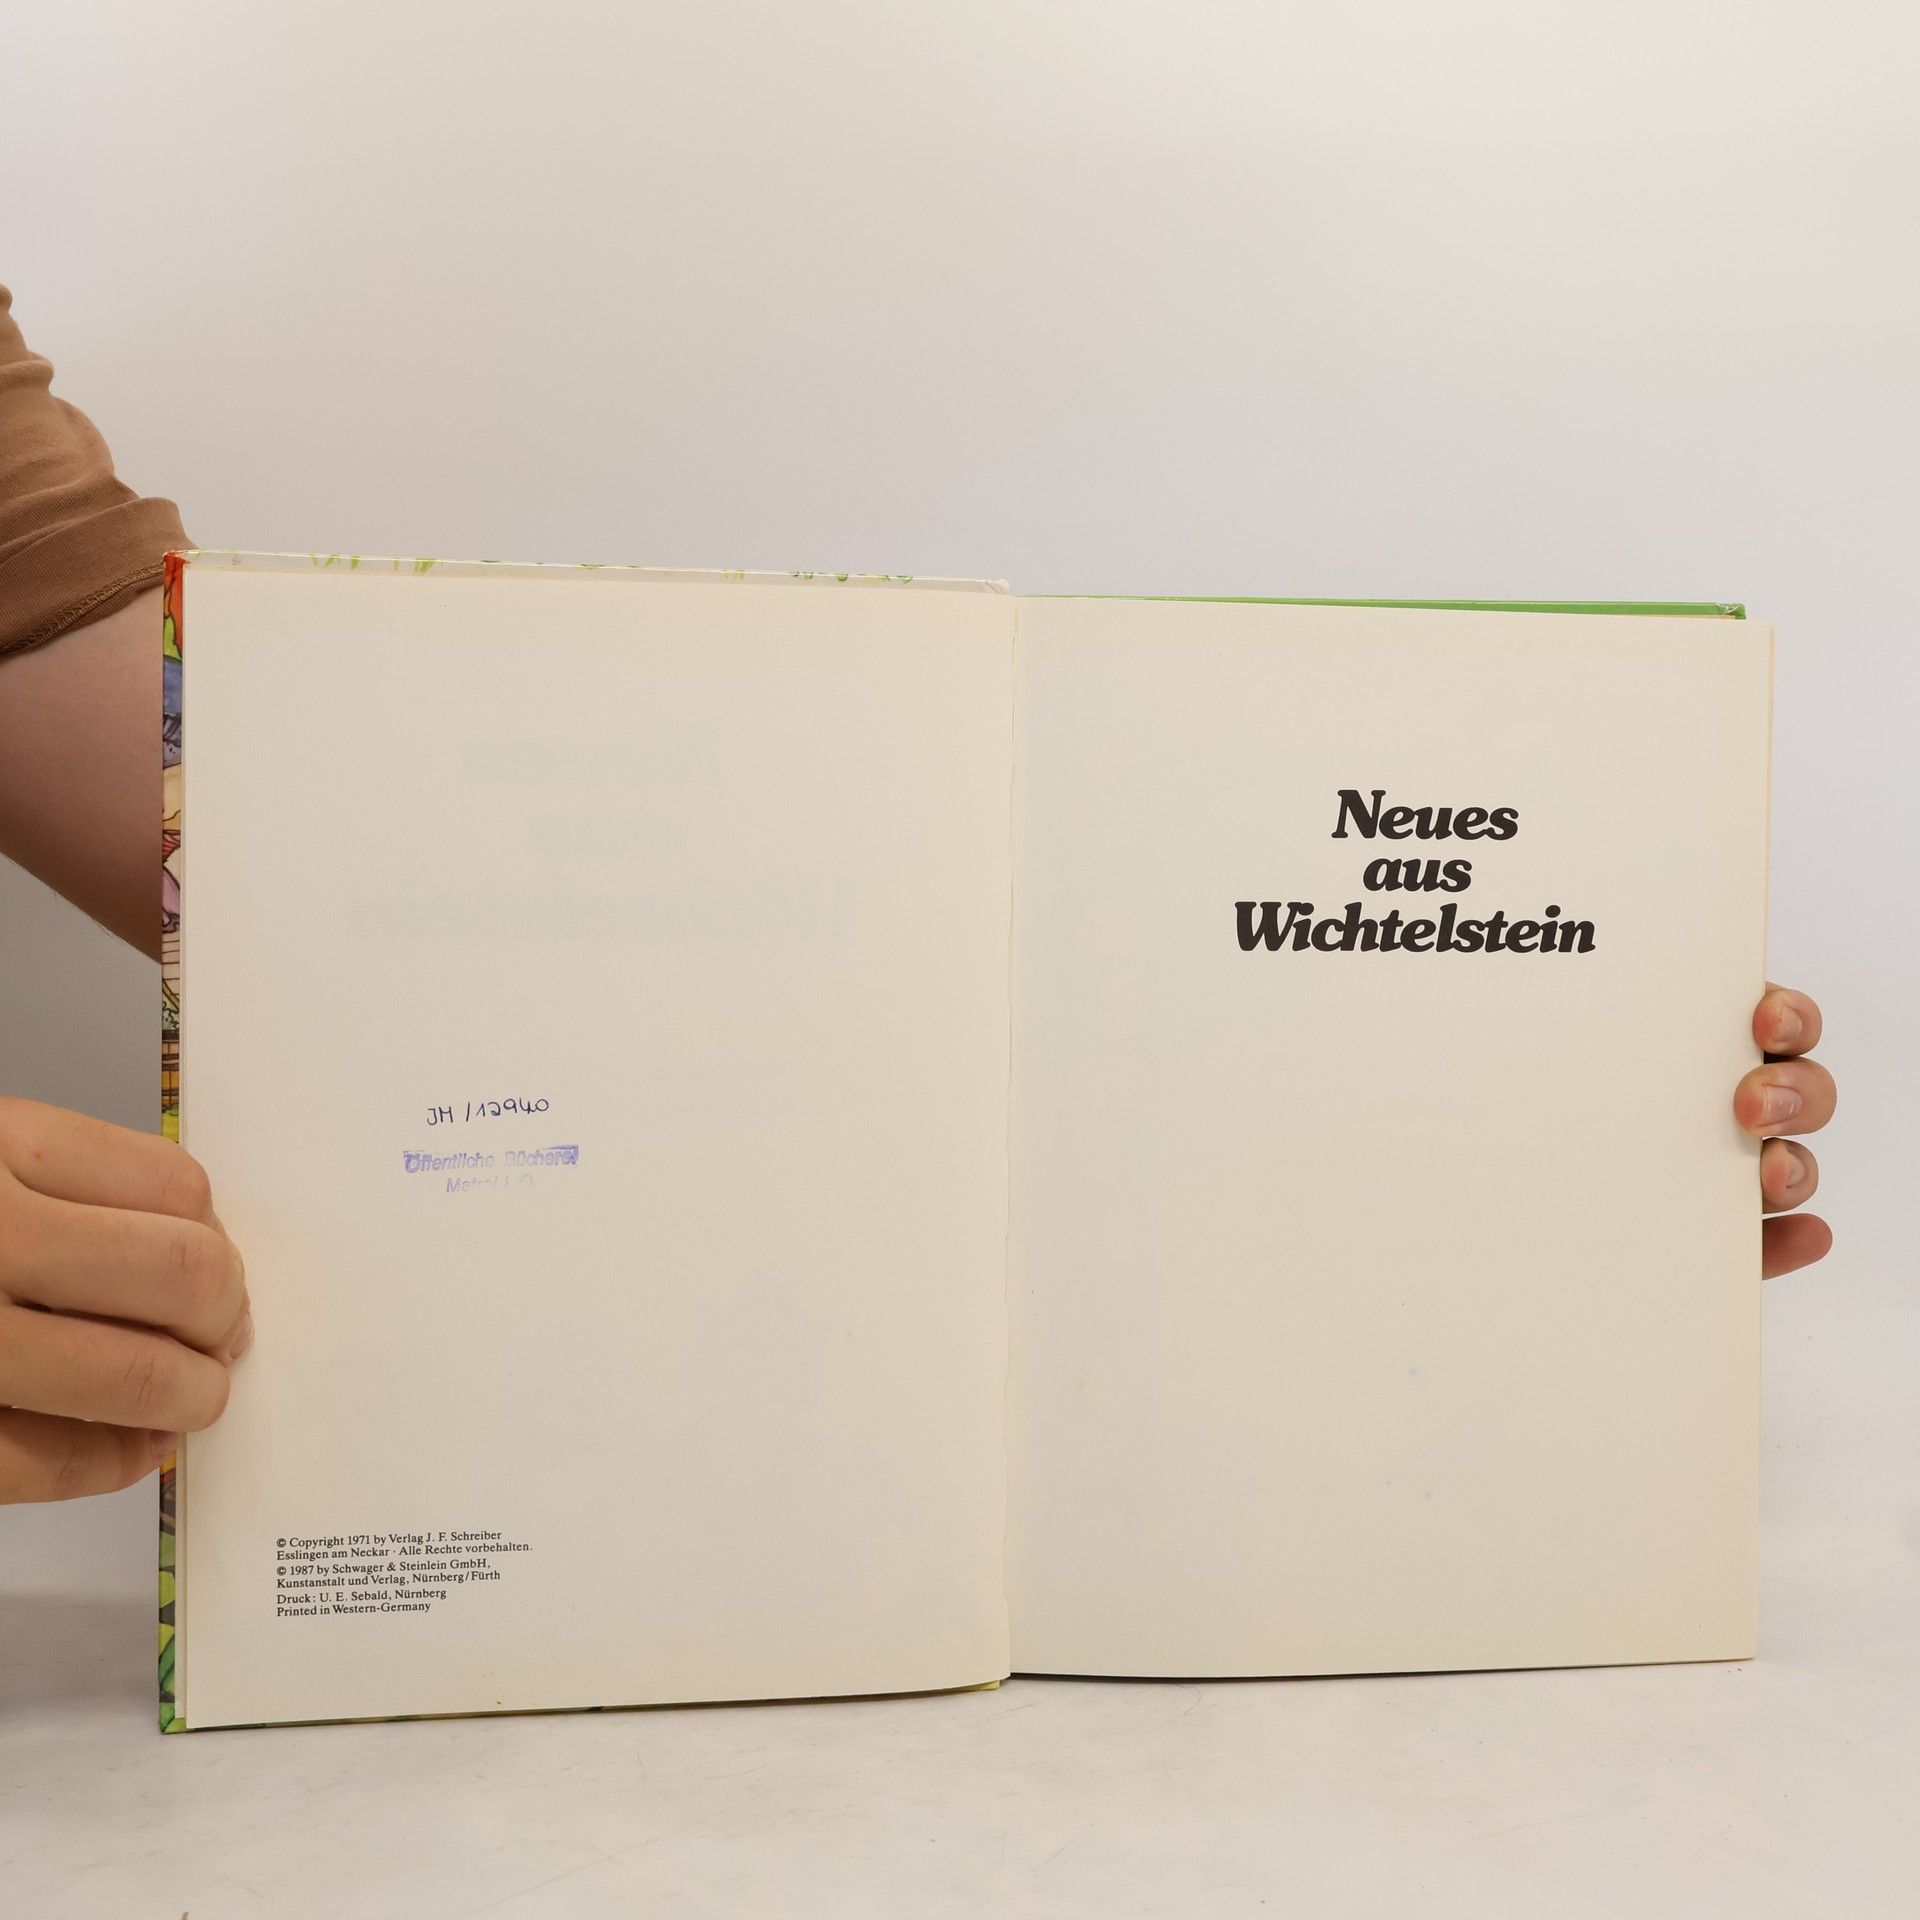 JM / 12940
Öffentliche Bücherei
Matrei i. O.
© Copyright 1971 by Verlag J. F. Schreiber
Esslingen am Neckar · Alle Rechte vorbehalten.
© 1987 by Schwager & Steinlein GmbH,
Kunstanstalt und Verlag, Nürnberg/Fürth
Druck: U. E. Sebald, Nürnberg
Printed in Western-Germany
Neues
aus
Wichtelstein